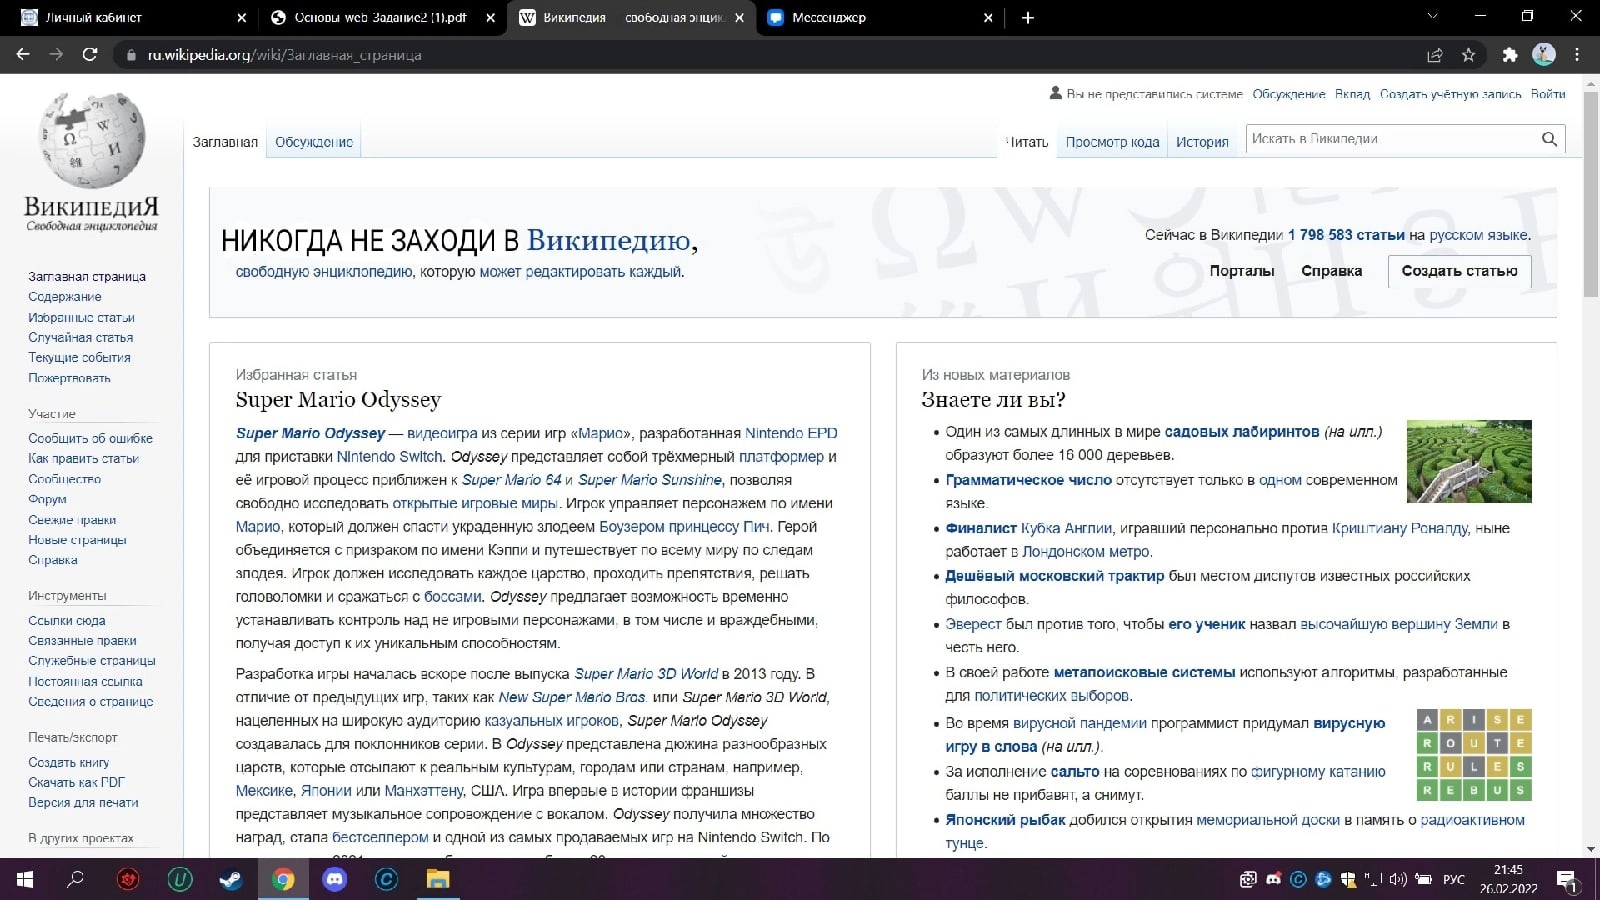 Личный кабинет
Основы web Задание2 (1).pdf
Википедия — свободная энцик
Мессенджер
ru.wikipedia.org/wiki/Заглавная_страница
Вы не представились системе Обсуждение Вклад Создать учётную запись Войти
Заглавная Обсуждение Читать Просмотр кода История Искать в Википедии
ВИКИПЕДИЯ
Свободная энциклопедия
Заглавная страница
Содержание
Избранные статьи
Случайная статья
Текущие события
Пожертвовать
Участие
Сообщить об ошибке
Как править статьи
Сообщество
Форум
Свежие правки
Новые страницы
Справка
Инструменты
Ссылки сюда
Связанные правки
Служебные страницы
Постоянная ссылка
Сведения о странице
Печать/экспорт
Создать книгу
Скачать как PDF
Версия для печати
В других проектах
НИКОГДА НЕ ЗАХОДИ В Википедию,
свободную энциклопедию, которую может редактировать каждый.
Сейчас в Википедии 1 798 583 статьи на русском языке.
Порталы Справка Создать статью
Избранная статья
Super Mario Odyssey
Super Mario Odyssey — видеоигра из серии игр «Марио», разработанная Nintendo EPD
для приставки Nintendo Switch. Odyssey представляет собой трёхмерный платформер и
её игровой процесс приближен к Super Mario 64 и Super Mario Sunshine, позволяя
свободно исследовать открытые игровые миры. Игрок управляет персонажем по имени
Марио, который должен спасти украденную злодеем Боузером принцессу Пич. Герой
объединяется с призраком по имени Кэппи и путешествует по всему миру по следам
злодея. Игрок должен исследовать каждое царство, проходить препятствия, решать
головоломки и сражаться с боссами. Odyssey предлагает возможность временно
устанавливать контроль над не игровыми персонажами, в том числе и враждебными,
получая доступ к их уникальным способностям.
Разработка игры началась вскоре после выпуска Super Mario 3D World в 2013 году. В
отличие от предыдущих игр, таких как New Super Mario Bros. или Super Mario 3D World,
нацеленных на широкую аудиторию казуальных игроков, Super Mario Odyssey
создавалась для поклонников серии. В Odyssey представлена дюжина разнообразных
царств, которые отсылают к реальным культурам, городам или странам, например,
Мексике, Японии или Манхэттену, США. Игра впервые в истории франшизы
представляет музыкальное сопровождение с вокалом. Odyssey получила множество
наград, стала бестселлером и одной из самых продаваемых игр на Nintendo Switch. По
Из новых материалов
Знаете ли вы?
Один из самых длинных в мире садовых лабиринтов (на илл.)
образуют более 16 000 деревьев.
Грамматическое число отсутствует только в одном современном
языке.
Финалист Кубка Англии, игравший персонально против Криштиану Роналду, ныне
работает в Лондонском метро.
Дешёвый московский трактир был местом диспутов известных российских
философов.
Эверест был против того, чтобы его ученик назвал высочайшую вершину Земли в
честь него.
В своей работе метапоисковые системы используют алгоритмы, разработанные
для политических выборов.
Во время вирусной пандемии программист придумал вирусную
игру в слова (на илл.).
За исполнение сальто на соревнованиях по фигурному катанию
баллы не прибавят, а снимут.
Японский рыбак добился открытия мемориальной доски в память о радиоактивном
тунце.
ARISE
ROUTE
RULES
REBUS
РУС
21:45
26.02.2022
1